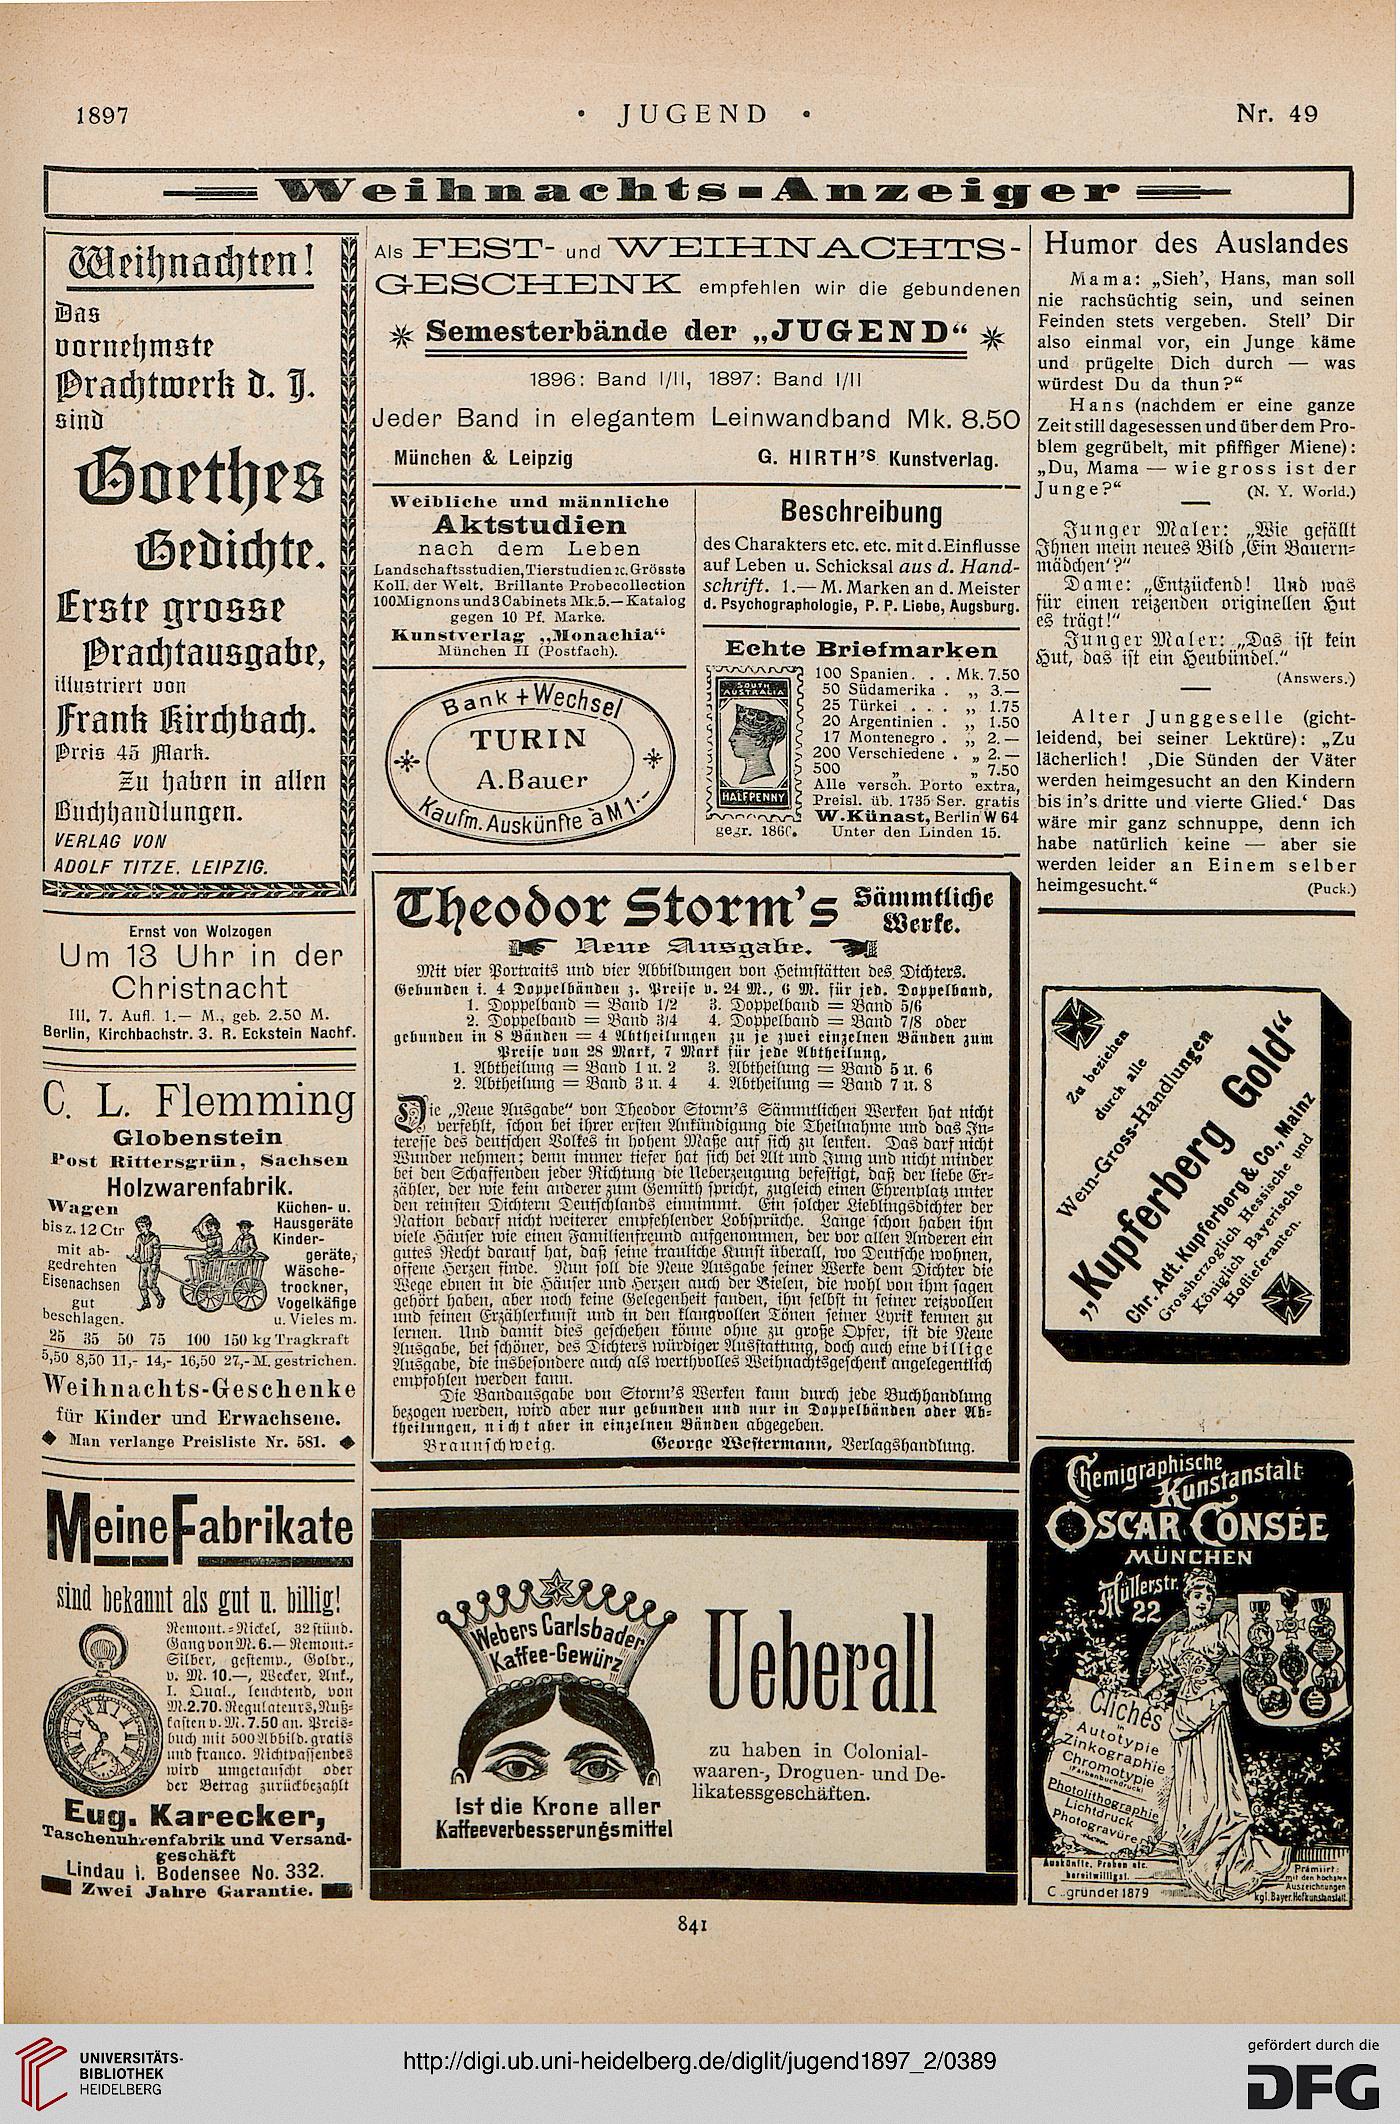 1897
• JUGEND •
Nr. 49
Weihnachts-Anzeiger
Weihnachten!
Das
vornehmste
Prachtwerk d. J.
sind
Goethes
Gedichte.
Erste grosse
Prachtausgabe,
illustriert von
Frank Kirchbach.
Preis 45 Mark.
Zu haben in allen
Buchhandlungen.
VERLAG VON
ADOLF TITZE. LEIPZIG.
Ernst von Wolzogen
Um 13 Uhr in der
Christnacht
Ill. 7. Aufl. 1.— M., geb. 2.50 M.
Berlin, Kirchbachstr. 3. R. Eckstein Nachf.
C. L. Flemming
Globenstein
Post Rittersgrün, Sachsen
Holzwarenfabrik.
Wagen
bis z. 12 Ctr
mit ab-
gedrehten
Eisenachsen
gut
beschlagen.
Küchen- u.
Hausgeräte
Kinder-
geräte,
Wäsche-
trockner,
Vogelkäfige
u. Vieles m.
25 35 50 75 100 150 kg Tragkraft
5,50 8,50 11,- 14,- 16,50 27,- M. gestrichen.
Weihnachts-Geschenke
für Kinder und Erwachsene.
◆ Man verlange Preisliste Nr. 581. ◆
Meine Fabrikate
sind bekannt als gut u. billig!
Remont.-Nickel, 32 stünd.
Gang von M. 6.— Remont.-
Silber, gestemp., Goldr.,
v. M. 10.—, Wecker, Ank.,
I. Qual., leuchtend, von
M. 2.70. Regulateurs, Nuß-
kasten v. M. 7.50 an. Preis-
buch mit 500 Abbild. gratis
und franco. Nichtpassendes
wird umgetauscht oder
der Betrag zurückbezahlt
Eug. Karecker,
Taschenuhrenfabrik und Versand-
geschäft
Lindau i. Bodensee No. 332.
Zwei Jahre Garantie.
Als FEST- und WEIHNACHTS-
GESCHENK empfehlen wir die gebundenen
Semesterbände der „JUGEND“
1896: Band I/II, 1897: Band I/II
Jeder Band in elegantem Leinwandband Mk. 8.50
München & Leipzig
G. HIRTH's Kunstverlag.
Weibliche und männliche
Aktstudien
nach dem Leben
Landschaftsstudien, Tierstudien ꝛc. Grösste
Koll. der Welt. Brillante Probecollection
100 Mignons und 3 Cabinets Mk. 5.— Katalog
gegen 10 Pf. Marke.
Kunstverlag „Monachia“
München II (Postfach).
Bank + Wechsel
TURIN
A. Bauer
Kaufm. Auskünfte à M 1.-
Beschreibung
des Charakters etc. etc. mit d. Einflusse
auf Leben u. Schicksal aus d. Hand-
schrift. 1.— M. Marken an d. Meister
d. Psychographologie, P. P. Liebe, Augsburg.
Echte Briefmarken
SOUTH
AUSTRALIA
HALFPENNY
gegr. 1860.
100 Spanien. . . Mk. 7.50
50 Südamerika . „ 3.—
25 Türkei . . . „ 1.75
20 Argentinien . „ 1.50
17 Montenegro . „ 2.—
200 Verschiedene . „ 2.—
500 „ „ 7.50
Alle versch. Porto extra,
Preisl. üb. 1735 Ser. gratis
W. Künast, Berlin W 64
Unter den Linden 15.
Theodor Storm's Sämmtliche
Werke.
Neue Ausgabe.
Mit vier Portraits und vier Abbildungen von Heimstätten des Dichters.
Gebunden i. 4 Doppelbänden z. Preise v. 24 M., 6 M. für jed. Doppelband,
1. Doppelband = Band 1/2 3. Doppelband = Band 5/6
2. Doppelband = Band 3/4 4. Doppelband = Band 7/8 oder
gebunden in 8 Bänden = 4 Abtheilungen zu je zwei einzelnen Bänden zum
Preise von 28 Mark, 7 Mark für jede Abtheilung,
1. Abtheilung = Band 1 u. 2 3. Abtheilung = Band 5 u. 6
2. Abtheilung = Band 3 u. 4 4. Abtheilung = Band 7 u. 8
Die „Neue Ausgabe“ von Theodor Storm's Sämmtlichen Werken hat nicht
verfehlt, schon bei ihrer ersten Ankündigung die Theilnahme und das In-
teresse des deutschen Volkes in hohem Maße auf sich zu lenken. Das darf nicht
Wunder nehmen; denn immer tiefer hat sich bei Alt und Jung und nicht minder
bei den Schaffenden jeder Richtung die Ueberzeugung befestigt, daß der liebe Er-
zähler, der wie kein anderer zum Gemüth spricht, zugleich einen Ehrenplatz unter
den reinsten Dichtern Deutschlands einnimmt. Ein solcher Lieblingsdichter der
Nation bedarf nicht weiterer empfehlender Lobsprüche. Lange schon haben ihn
viele Häuser wie einen Familienfreund aufgenommen, der vor allen Anderen ein
gutes Recht darauf hat, daß seine trauliche Kunst überall, wo Deutsche wohnen,
offene Herzen finde. Nun soll die Neue Ausgabe seiner Werke dem Dichter die
Wege ebnen in die Häuser und Herzen auch der Vielen, die wohl von ihm sagen
gehört haben, aber noch keine Gelegenheit fanden, ihn selbst in seiner reizvollen
und feinen Erzählerkunst und in den klangvollen Tönen seiner Lyrik kennen zu
lernen. Und damit dies geschehen könne ohne zu große Opfer, ist die Neue
Ausgabe, bei schöner, des Dichters würdiger Ausstattung, doch auch eine billige
Ausgabe, die insbesondere auch als werthvolles Weihnachtsgeschenk angelegentlich
empfohlen werden kann.
Die Bandausgabe von Storm's Werken kann durch jede Buchhandlung
bezogen werden, wird aber nur gebunden und nur in Doppelbänden oder Ab-
theilungen, nicht aber in einzelnen Bänden abgegeben.
Braunschweig. George Westermann, Verlagshandlung.
Webers Carlsbader
Kaffee-Gewürz
Ist die Krone aller
Kaffeeverbesserungsmittel
Ueberall
zu haben in Colonial-
waaren-, Droguen- und De-
likatessgeschäften.
Humor des Auslandes
Mama: „Sieh', Hans, man soll
nie rachsüchtig sein, und seinen
Feinden stets vergeben. Stell' Dir
also einmal vor, ein Junge käme
und prügelte Dich durch — was
würdest Du da thun?“
Hans (nachdem er eine ganze
Zeit still dagesessen und über dem Pro-
blem gegrübelt, mit pfiffiger Miene):
„Du, Mama — wie gross ist der
Junge?“ (N. Y. World.)
Junger Maler: „Wie gefällt
Ihnen mein neues Bild ‚Ein Bauern-
mädchen‘?“
Dame: „Entzückend! Und was
für einen reizenden originellen Hut
es trägt!“
Junger Maler: „Das ist kein
Hut, das ist ein Heubündel.“
(Answers.)
Alter Junggeselle (gicht-
leidend, bei seiner Lektüre): „Zu
lächerlich! ‚Die Sünden der Väter
werden heimgesucht an den Kindern
bis in's dritte und vierte Glied.‘ Das
wäre mir ganz schnuppe, denn ich
habe natürlich keine — aber sie
werden leider an Einem selber
heimgesucht.“ (Puck.)
Zu beziehen
durch alle
Wein-Gross-Handlungen
„Kupferberg Gold“
Chr. Adt. Kupferberg & Co., Mainz
Grossherzoglich Hessische und
Königlich Bayerische
Hoflieferanten.
Chemigraphische
Kunstanstalt
OSCAR CONSÉE
MÜNCHEN
Müllerstr.
22
Clichés
in
Autotypie
Zinkographie
Chromotypie
(Farbenbuchdruck)
Photolithographie
Lichtdruck
Photogravüre
Auskünfte, Proben etc.
bereitwilligst.
gründet 1879
Prämiirt:
mit den höchsten
Auszeichnungen
kgl. Bayer. Hofkunstanstalt.
841
UNIVERSITÄTS-
BIBLIOTHEK
HEIDELBERG
http://digi.ub.uni-heidelberg.de/diglit/jugend1897_2/0389
gefördert durch die
DFG